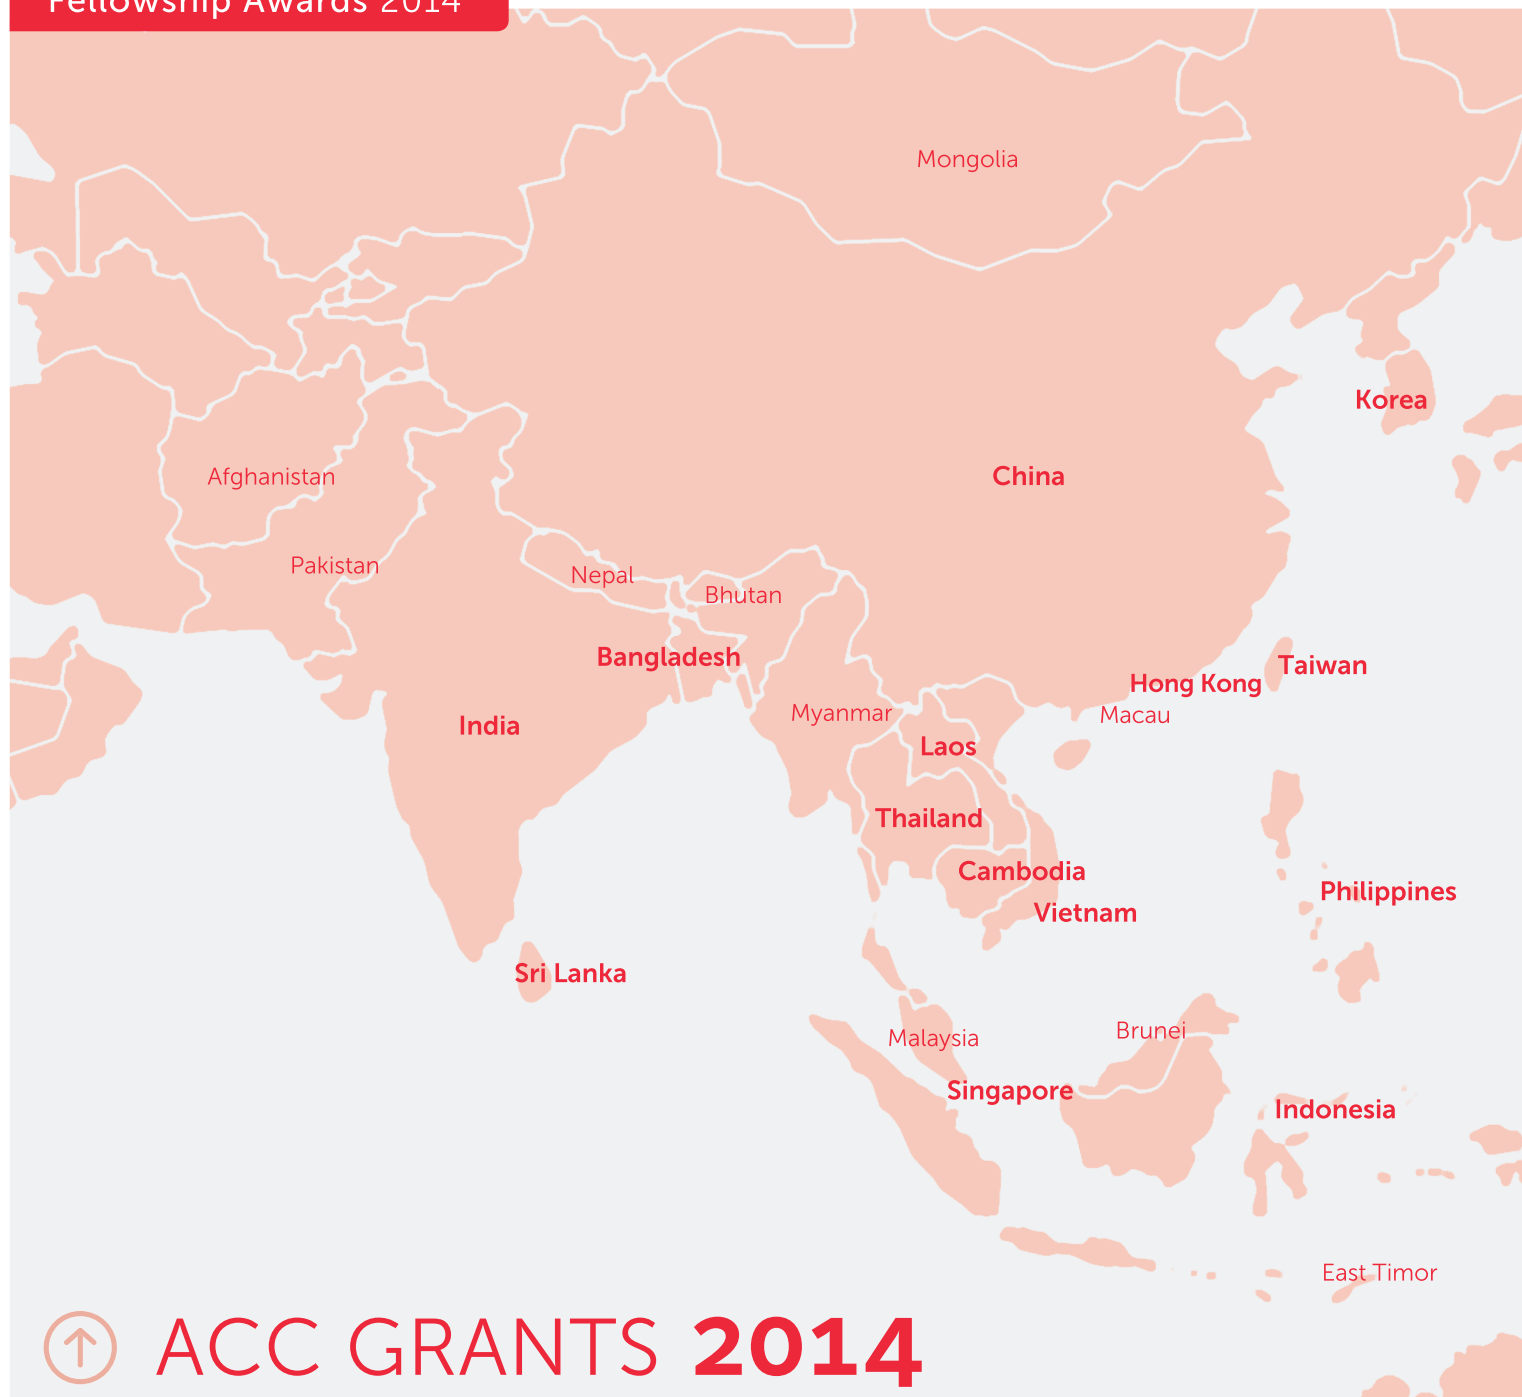 Fellowship Awards 2014
Mongolia
Korea
Afghanistan
China
Pakistan
Nepal
Bhutan
Bangladesh
Taiwan
Hong Kong
Macau
Myanmar
India
Laos
Thailand
Cambodia
Philippines
Vietnam
Sri Lanka
Brunei
Malaysia
Singapore
Indonesia
East Timor
ACC GRANTS 2014